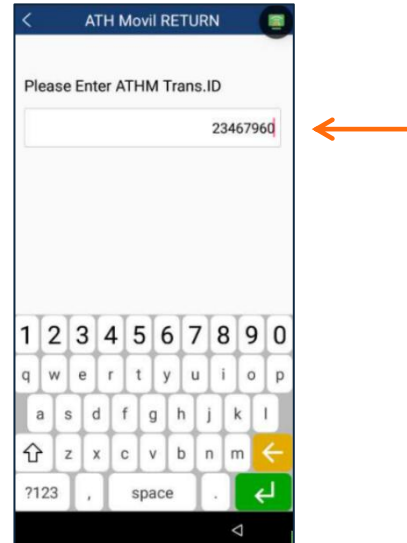 ATH Movil RETURN
Please Enter ATHM Trans.ID
23467960
1 2 3 4 5 6 7 8 9 0
q w e r t y u i o p
a s d f g h j k l
z x c v b n m
?123 , space .